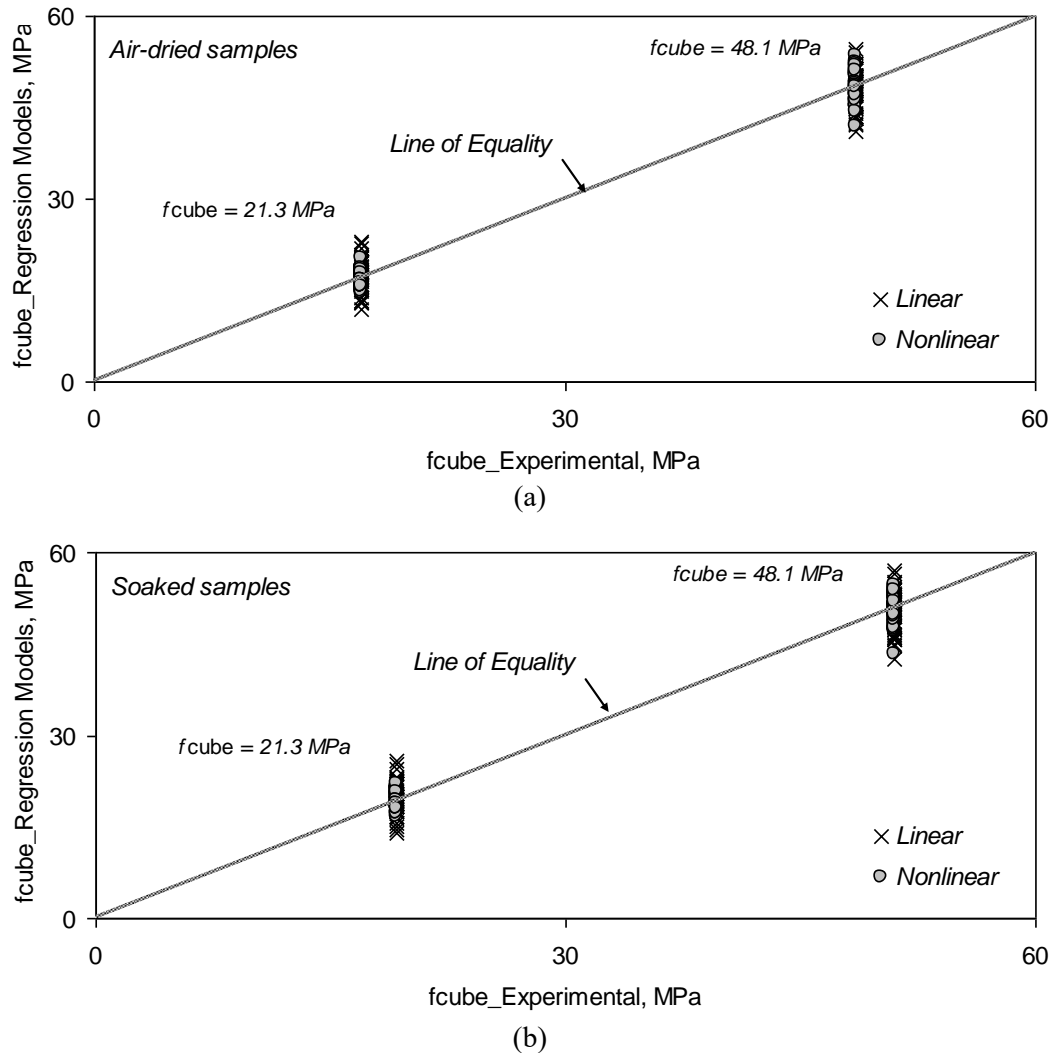 60
Air-dried samples
fcube = 48.1 MPa
Line of Equality
30
fcube = 21.3 MPa
Linear
Nonlinear
0
0
30
60
fcube_Regression Models, MPa
fcube_Experimental, MPa
(a)
60
Soaked samples
fcube = 48.1 MPa
Line of Equality
30
fcube = 21.3 MPa
Linear
Nonlinear
0
0
30
60
fcube_Regression Models, MPa
fcube_Experimental, MPa
(b)